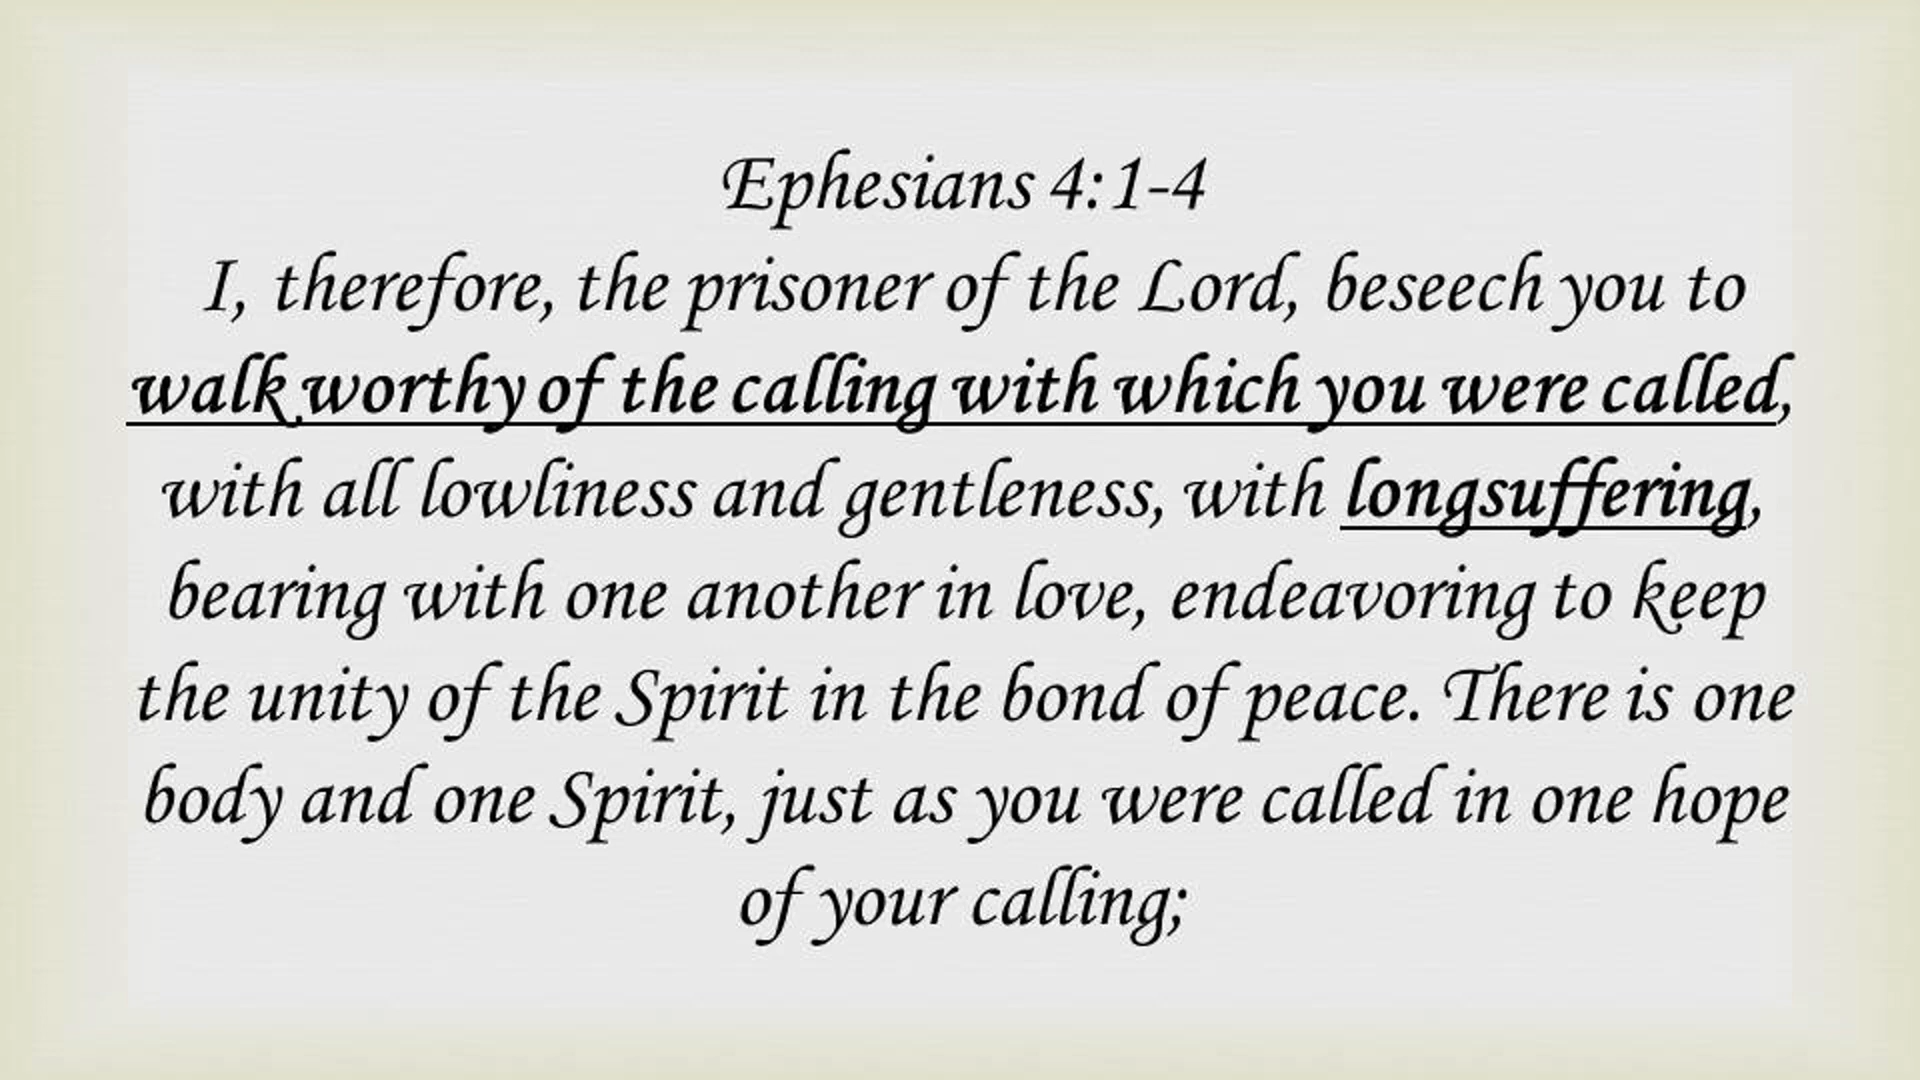 Ephesians 4:1-4
I, therefore, the prisoner of the Lord, beseech you to
walk worthy of the calling with which you were called,
with all lowliness and gentleness, with longsuffering,
bearing with one another in love, endeavoring to keep
the unity of the Spirit in the bond of peace. There is one
body and one Spirit, just as you were called in one hope
of your calling;